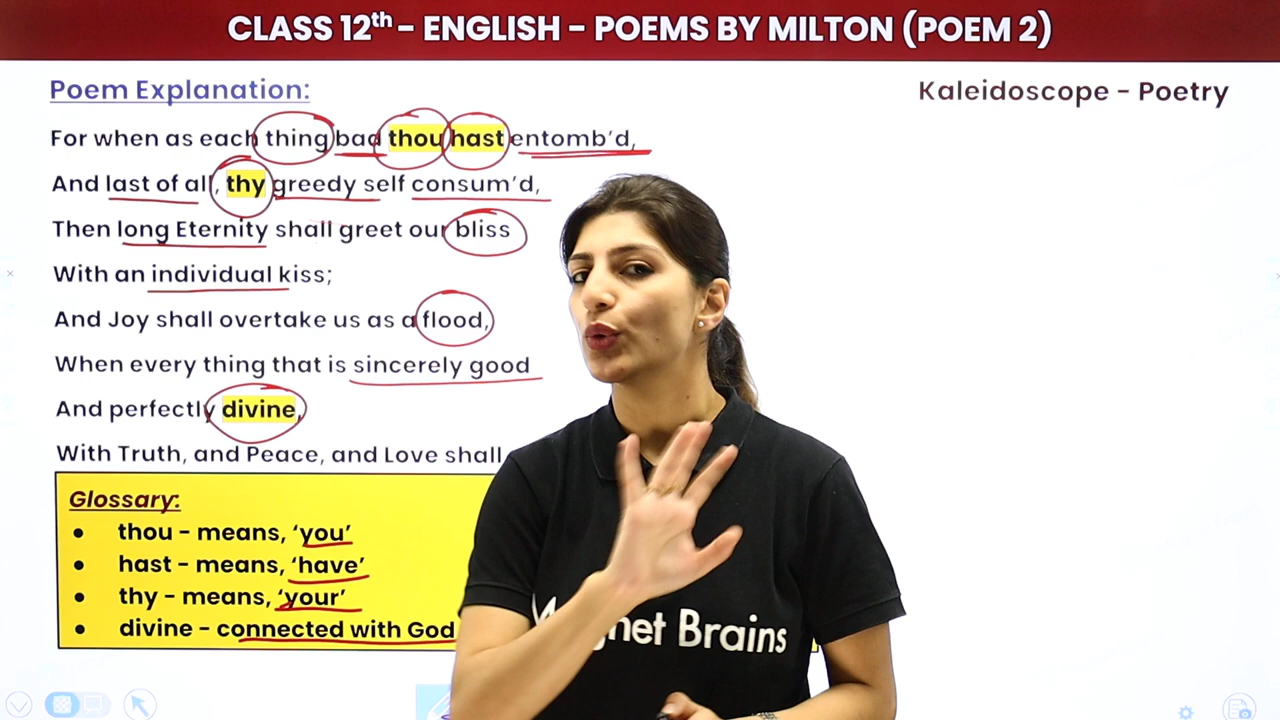 CLASS 12th - ENGLISH - POEMS BY MILTON (POEM 2)
Poem Explanation:
Kaleidoscope - Poetry
For when as each thing bad thou hast entomb'd,
And last of all, thy greedy self consum'd,
Then long Eternity shall greet our bliss
With an individual kiss;
And Joy shall overtake us as a flood,
When every thing that is sincerely good
And perfectly divine,
With Truth, and Peace, and Love shall
Glossary:
• thou - means, 'you'
• hast - means, 'have'
• thy - means, 'your'
• divine - connected with God
Brains